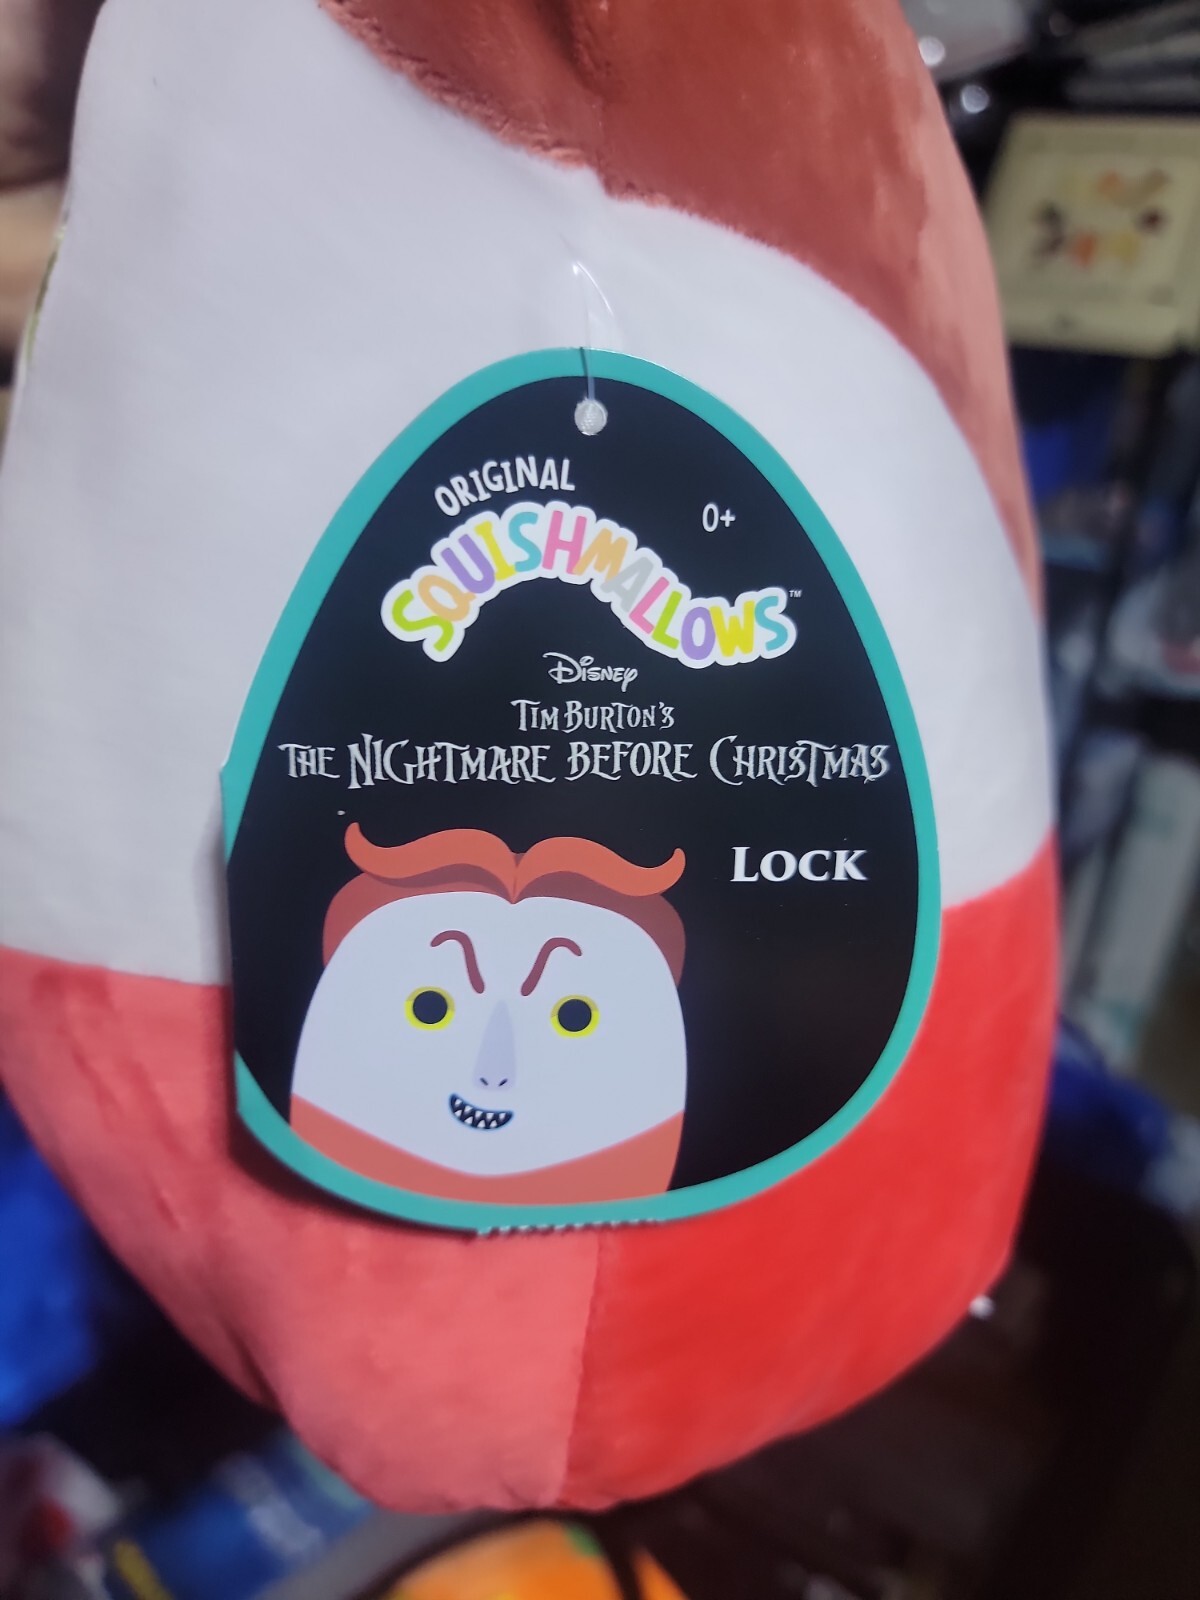 ORIGINAL
0+
SQUISHMALLOWS™
Disney
TIM BURTON'S
THE NIGHTMARE BEFORE CHRISTMAS
LOCK